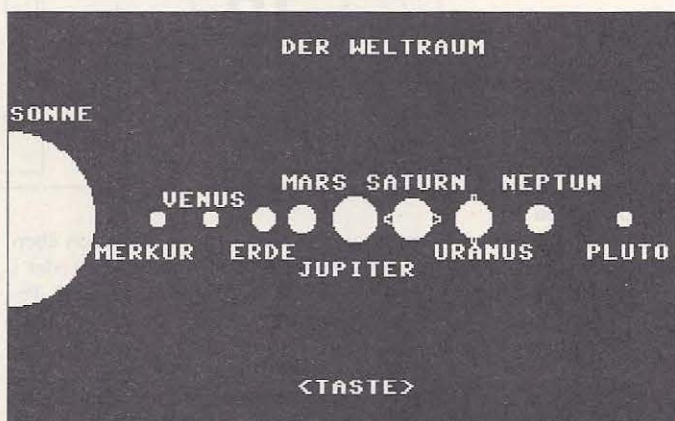 DER WELTRAUM
SONNE
MARS SATURN NEPTUN
VENUS
MERKUR ERDE URANUS PLUTO
JUPITER
<TASTE>